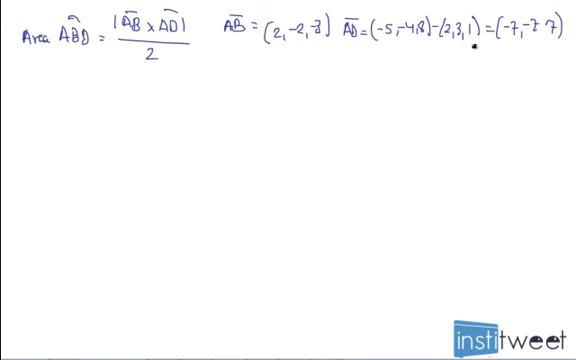 Area ABD = |AB x AD| / 2 AB = (2, -2, -3) AD = (-5, -4, 8) - (2, 3, 1) = (-7, -7 7)
institweet